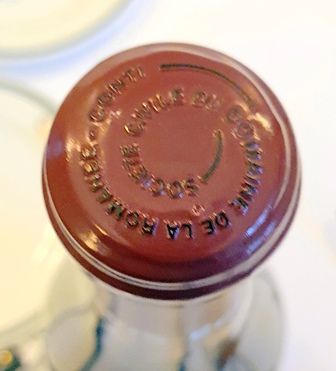 SOCIETE CIVILE DU DOMAINE DE LA ROMANEE-CONTI